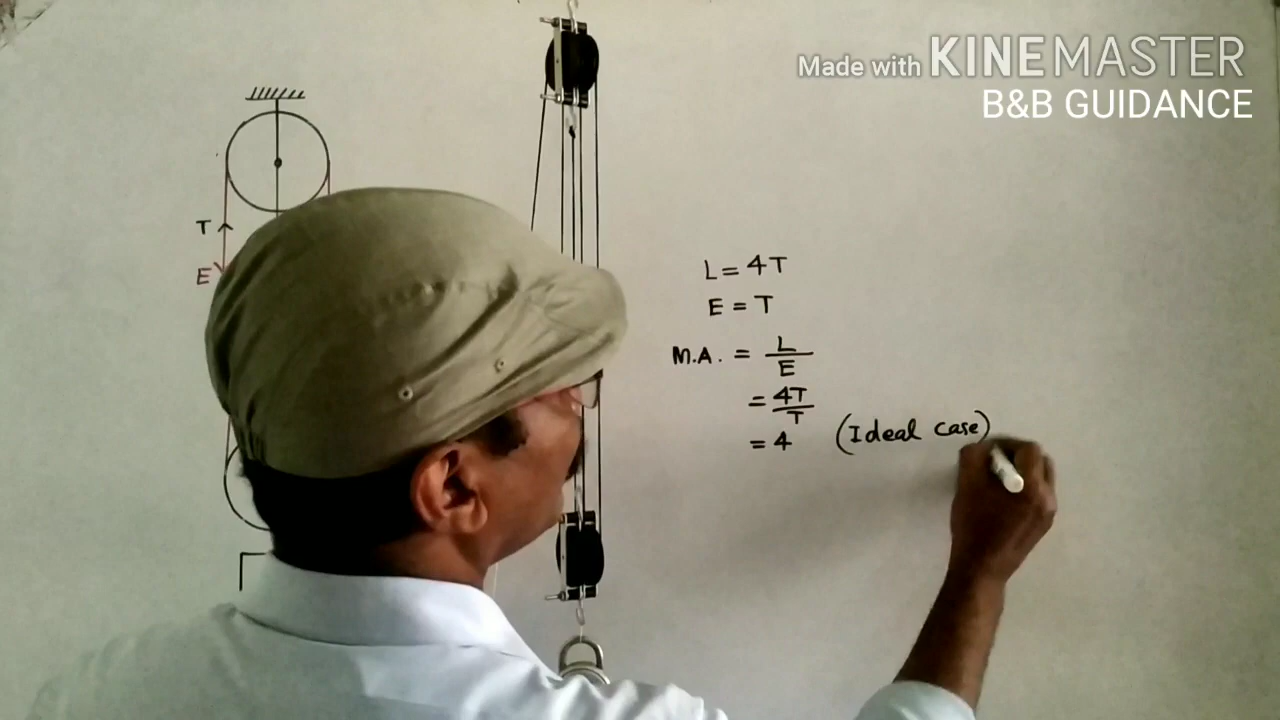 Made with KINEMASTER
B&B GUIDANCE
T
E
L = 4T
E = T
M.A. = L/E
= 4T/T
= 4 (Ideal case)